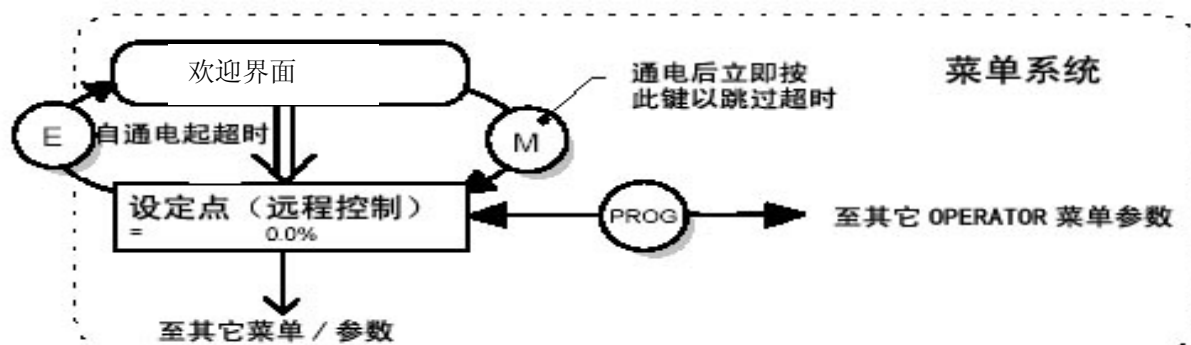 欢迎界面
通电后立即按
此键以跳过超时
菜单系统
E
自通电起超时
M
设定点（远程控制）
= 0.0%
PROG
至其它 OPERATOR 菜单参数
至其它菜单 / 参数